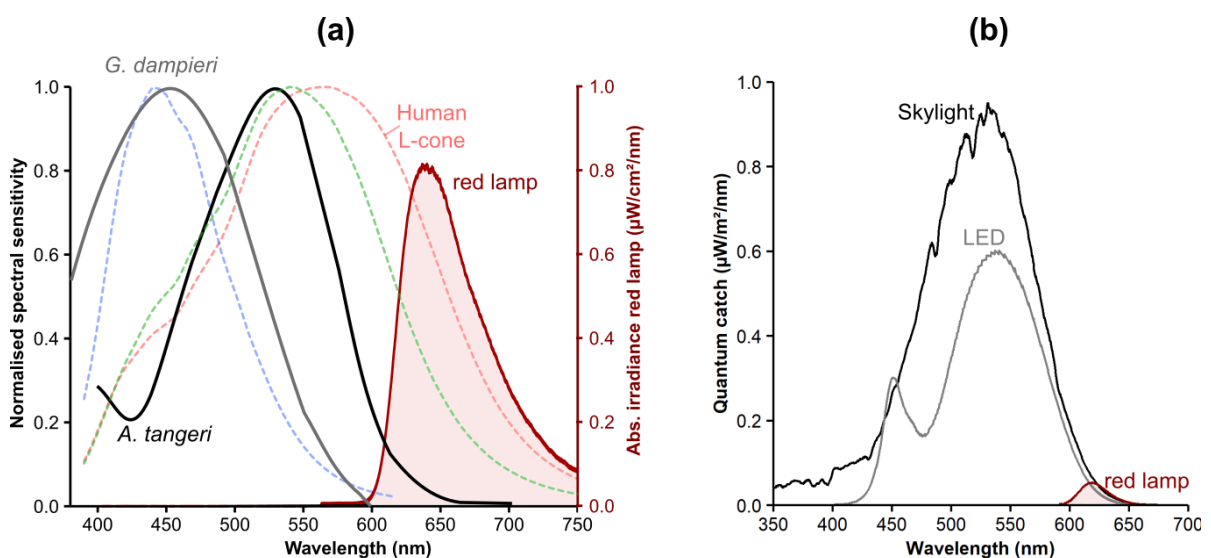 (a)
G. dampieri
Human
L-cone
red lamp
A. tangeri
Normalised spectral sensitivity
1.0
0.8
0.6
0.4
0.2
0.0
400
450
500
550
600
650
700
750
Wavelength (nm)
1.0
0.8
0.6
0.4
0.2
0.0
Abs. irradiance red lamp (µW/cm²/nm)
(b)
Skylight
LED
red lamp
Quantum catch (µW/m²/nm)
1.0
0.8
0.6
0.4
0.2
0.0
350
400
450
500
550
600
650
700
Wavelength (nm)